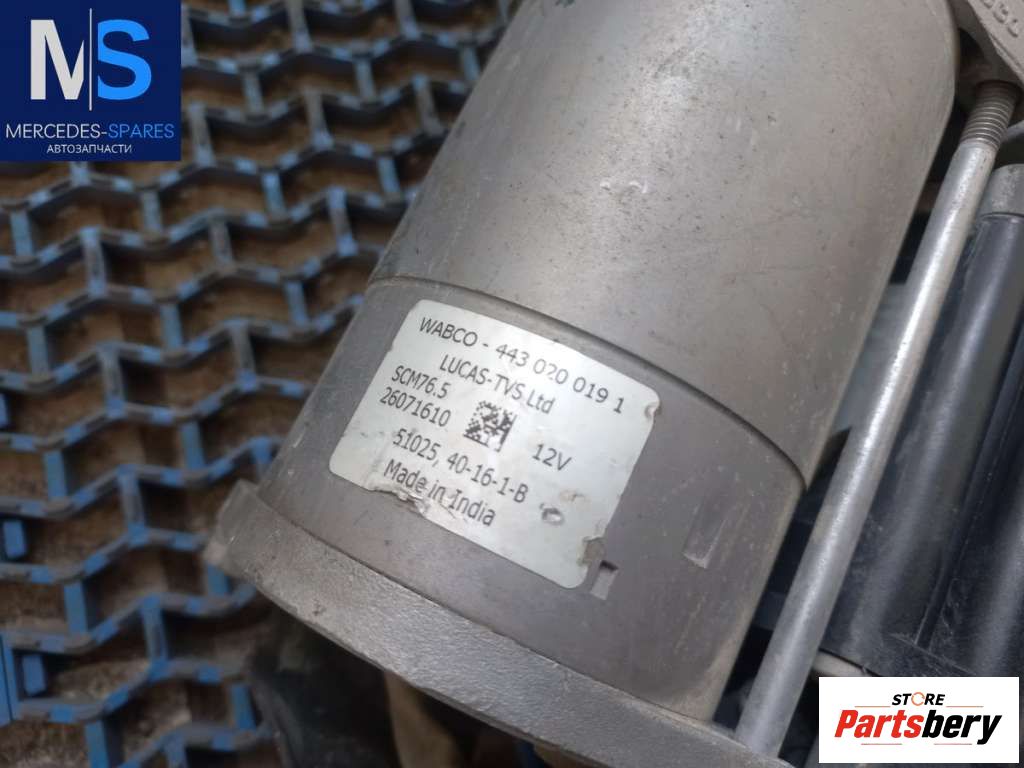 MS
MERCEDES-SPARES
АВТОЗАПЧАСТИ
WABCO - 443 020 019 1
LUCAS-TVS Ltd
SCM76.5
26071610
12V
51025, 40-16-1-B
Made in India
STORE
Partsbery